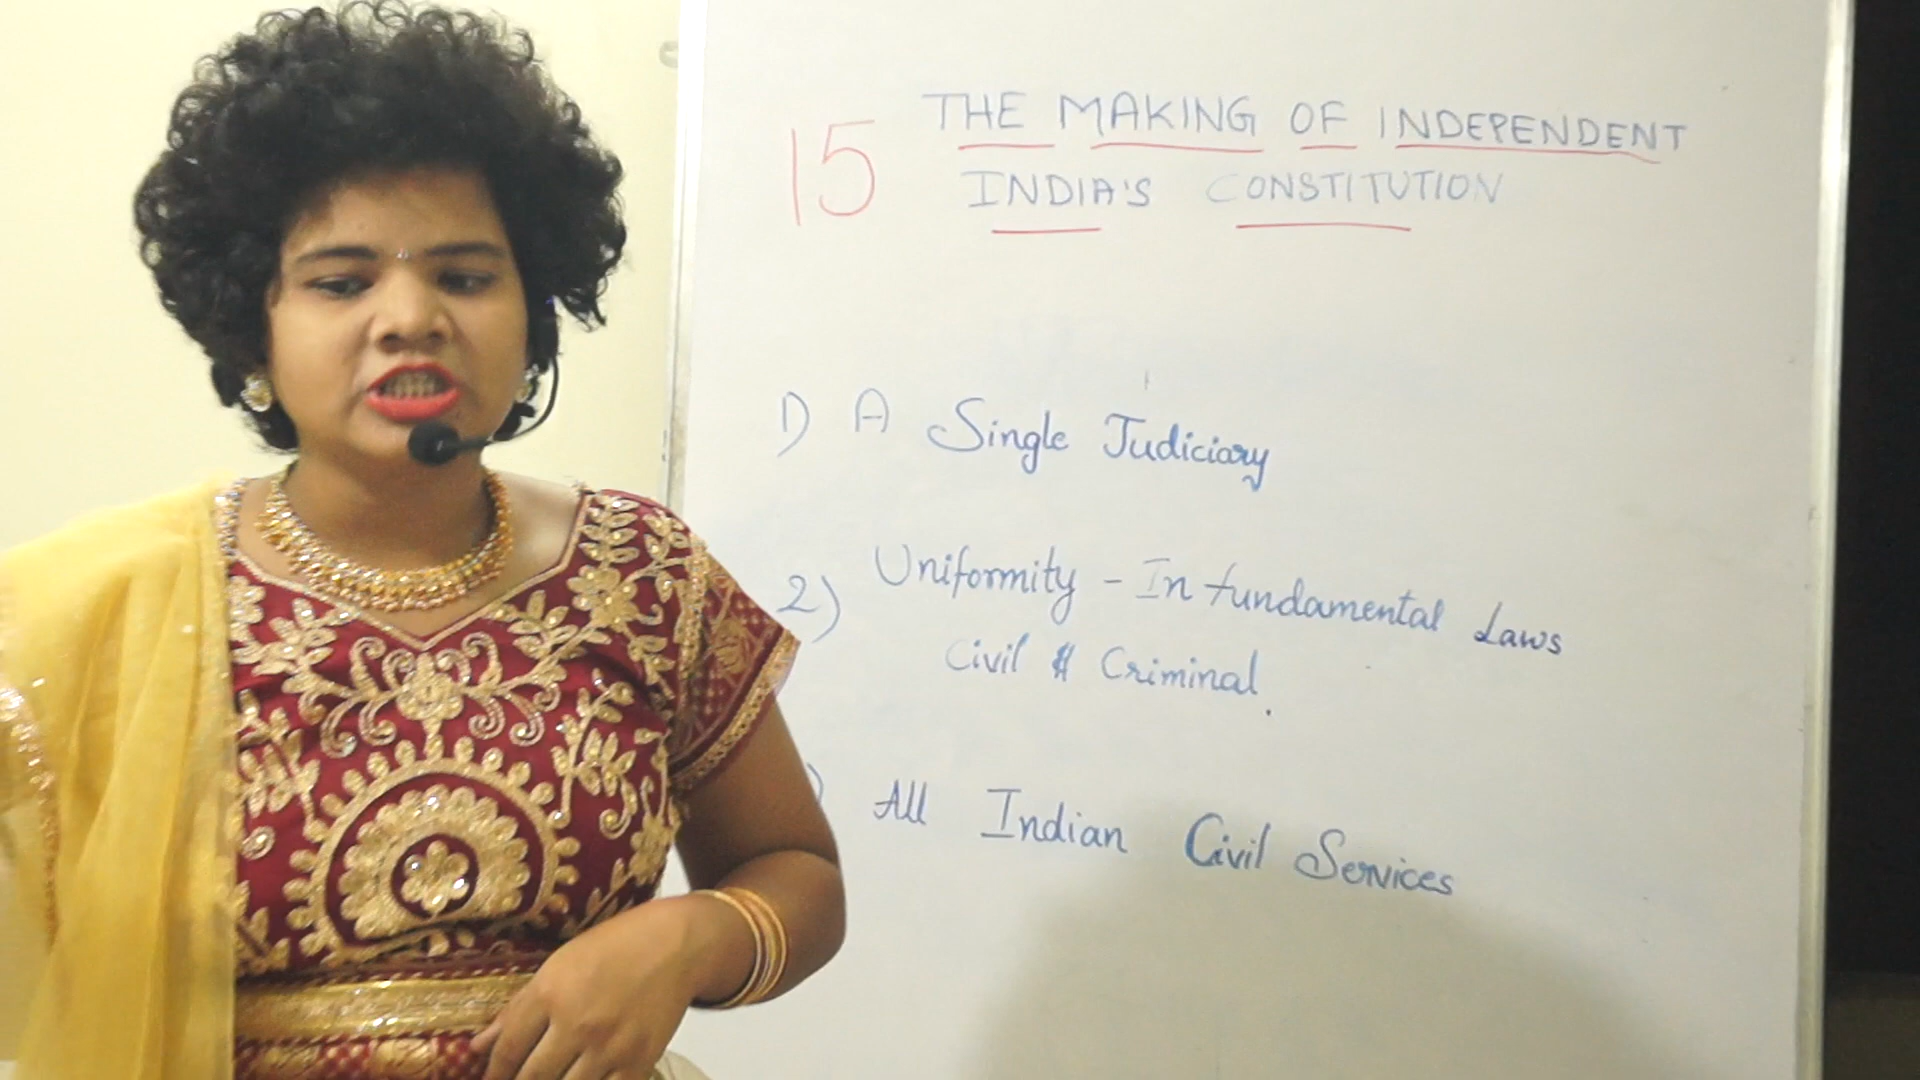 15 THE MAKING OF INDEPENDENT
INDIA'S CONSTITUTION
1) A Single Judiciary
2) Uniformity - In fundamental Laws
Civil & Criminal.
) All Indian Civil Services